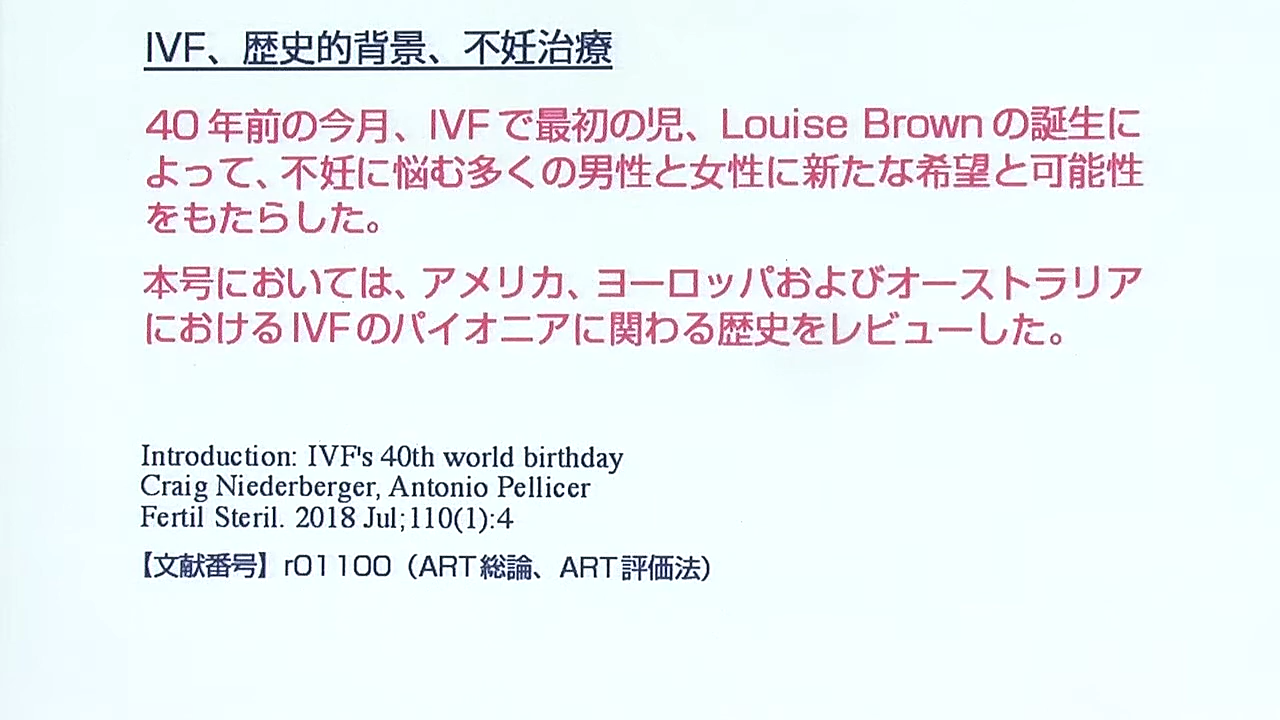 IVF、歴史的背景、不妊治療
40年前の今月、IVFで最初の児、Louise Brownの誕生に
よって、不妊に悩む多くの男性と女性に新たな希望と可能性
をもたらした。
本号においては、アメリカ、ヨーロッパおよびオーストラリア
におけるIVFのパイオニアに関わる歴史をレビューした。
Introduction: IVF's 40th world birthday
Craig Niederberger, Antonio Pellicer
Fertil Steril. 2018 Jul;110(1):4
【文献番号】r01100（ART総論、ART評価法）